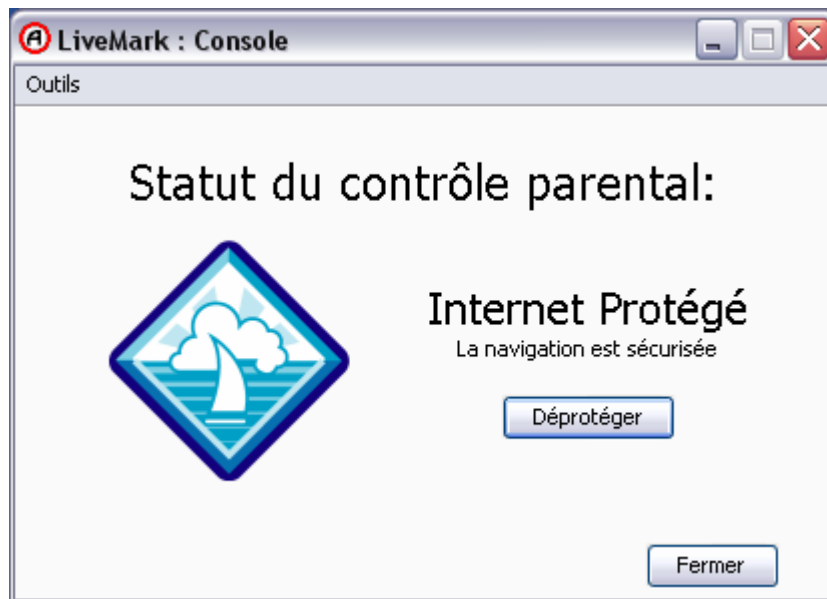 LiveMark : Console
Outils
Statut du contrôle parental:
Internet Protégé
La navigation est sécurisée
Déprotéger
Fermer